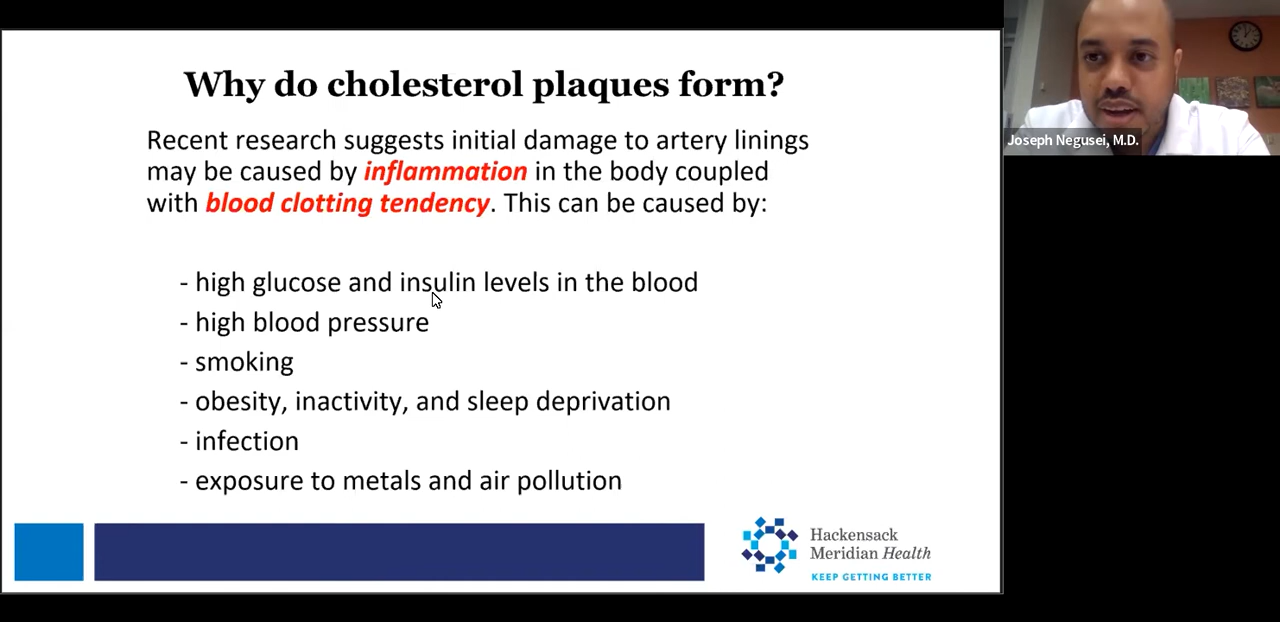 Why do cholesterol plaques form?
Recent research suggests initial damage to artery linings
may be caused by inflammation in the body coupled
with blood clotting tendency. This can be caused by:
- high glucose and insulin levels in the blood
- high blood pressure
- smoking
- obesity, inactivity, and sleep deprivation
- infection
- exposure to metals and air pollution
Hackensack
Meridian Health
KEEP GETTING BETTER
Joseph Negusei, M.D.